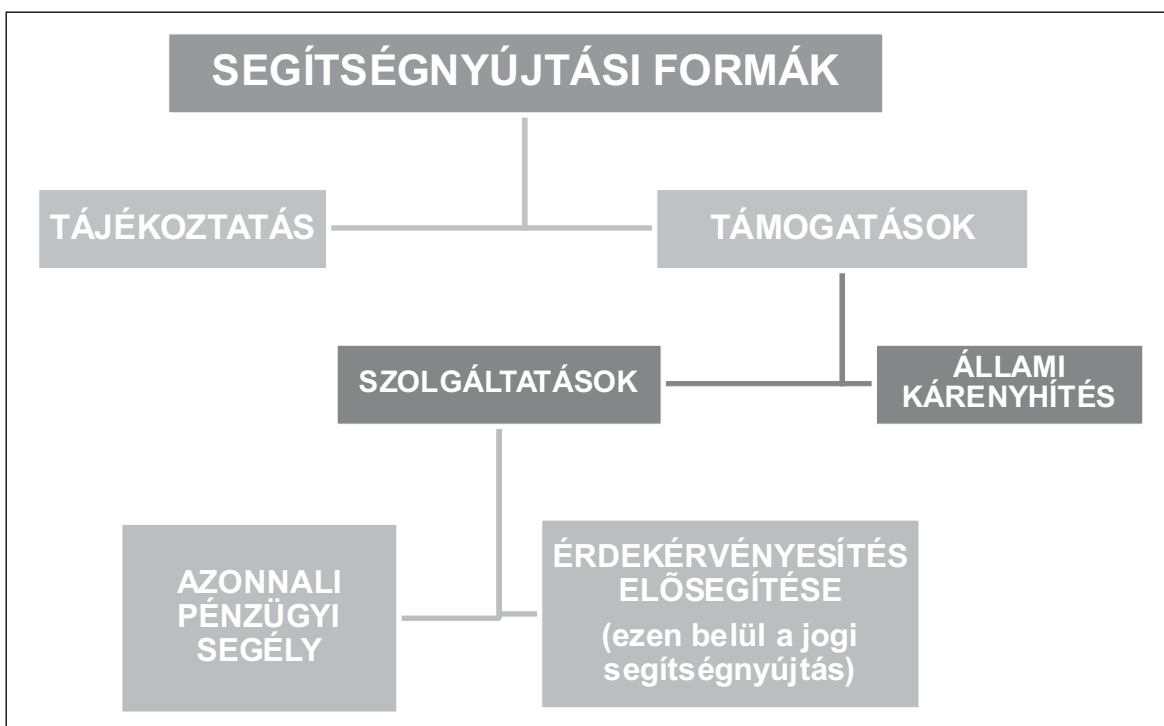 SEGÍTSÉGNYÚJTÁSI FORMÁK
TÁJÉKOZTATÁS
TÁMOGATÁSOK
SZOLGÁLTATÁSOK
ÁLLAMI
KÁRENYHÍTÉS
AZONNALI
PÉNZÜGYI
SEGÉLY
ÉRDEKÉRVÉNYESÍTÉS
ELÕSEGÍTÉSE
(ezen belül a jogi
segítségnyújtás)